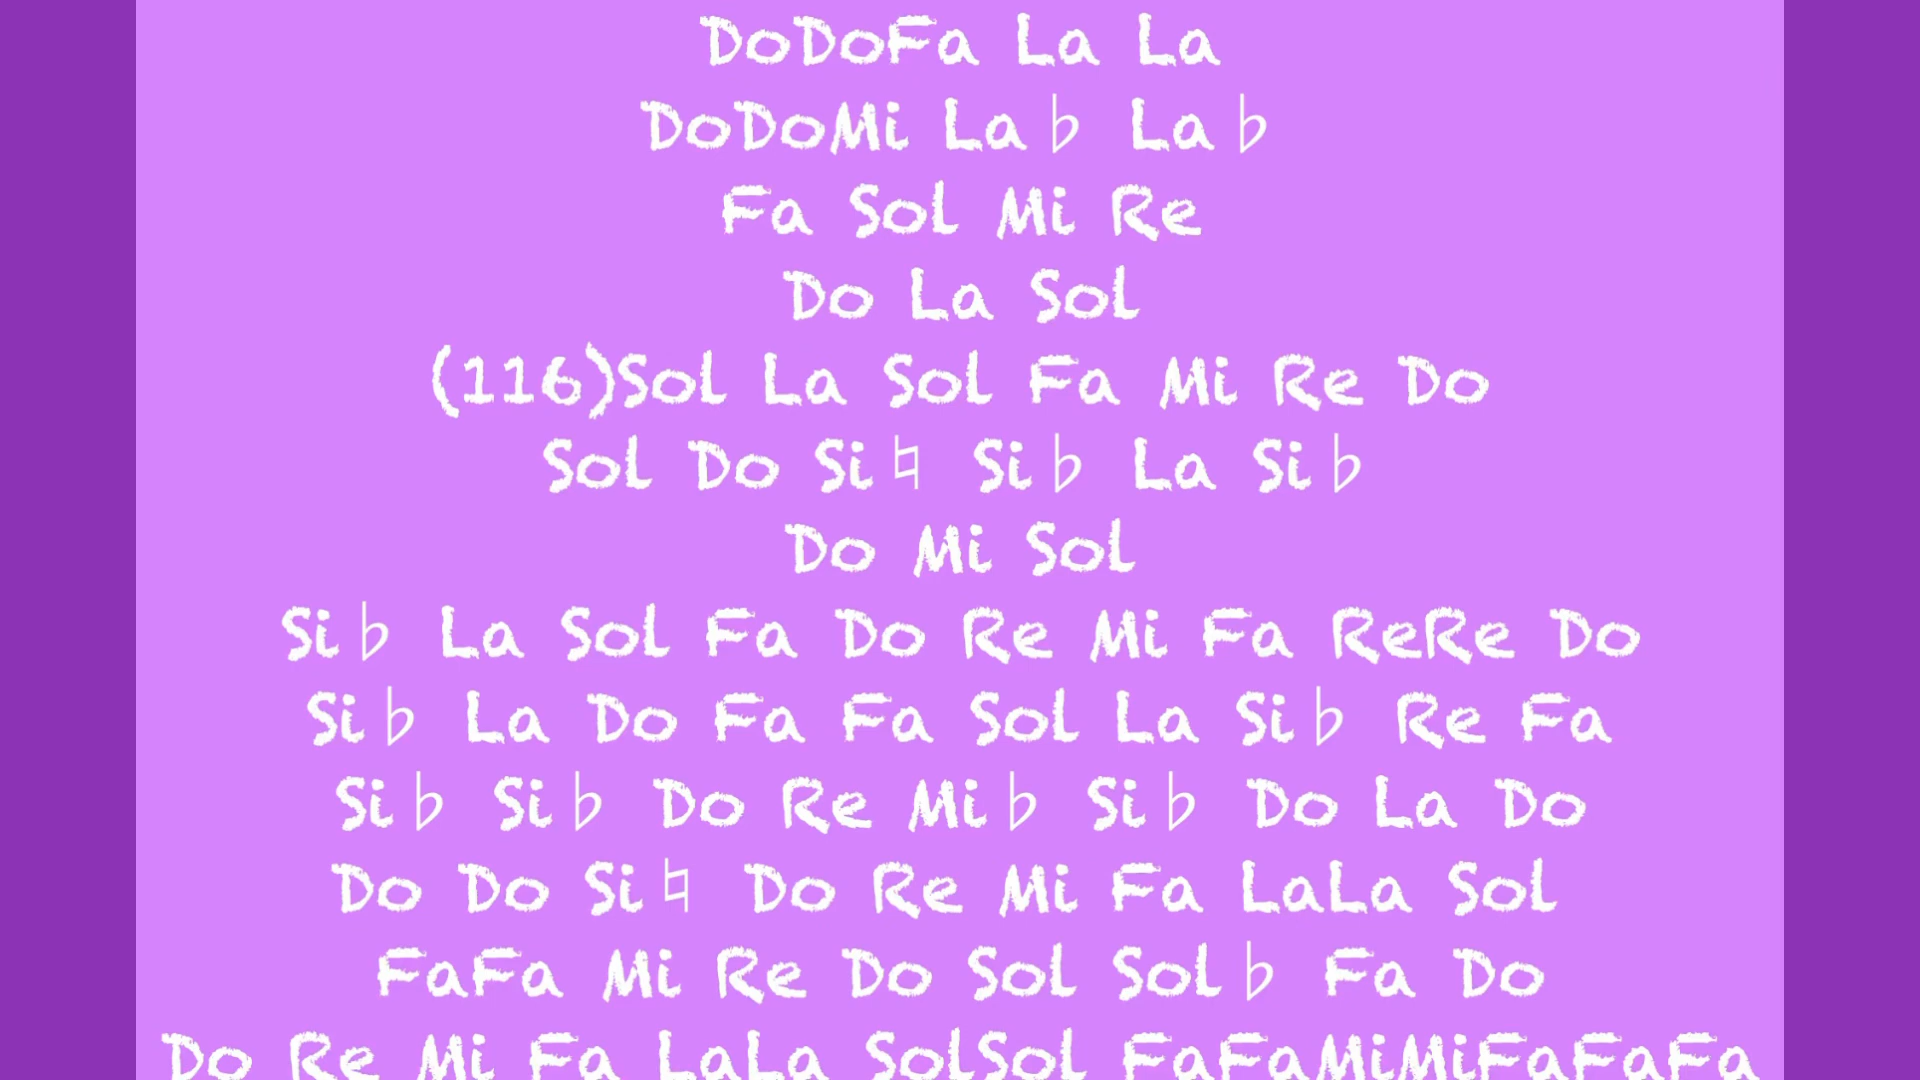 DoDoFa La La
DoDoMi La♭ La♭
Fa Sol Mi Re
Do La Sol
(116)Sol La Sol Fa Mi Re Do
Sol Do Si♮ Si♭ La Si♭
Do Mi Sol
Si♭ La Sol Fa Do Re Mi Fa ReRe Do
Si♭ La Do Fa Fa Sol La Si♭ Re Fa
Si♭ Si♭ Do Re Mi♭ Si♭ Do La Do
Do Do Si♮ Do Re Mi Fa LaLa Sol
FaFa Mi Re Do Sol Sol♭ Fa Do
Do Re Mi Fa LaLa SolSol FaFaMiMiFaFaFa